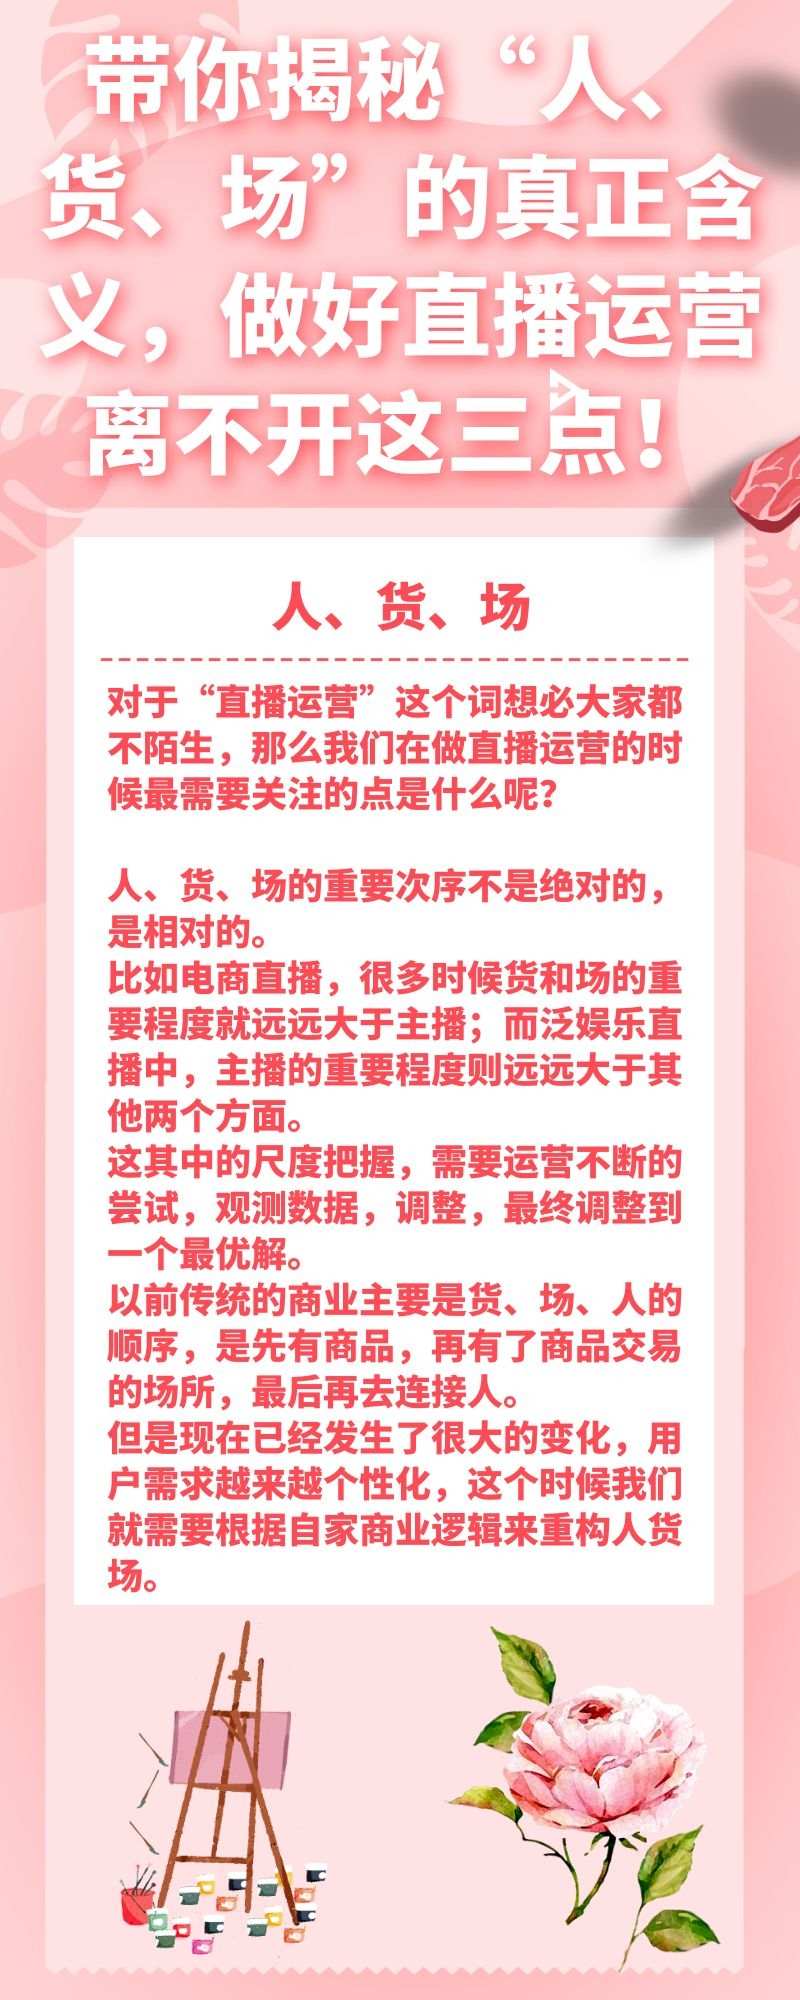 带你揭秘“人、
货、场”的真正含
义，做好直播运营
离不开这三点！
人、货、场
对于“直播运营”这个词想必大家都
不陌生，那么我们在做直播运营的时
候最需要关注的点是什么呢？
人、货、场的重要次序不是绝对的，
是相对的。
比如电商直播，很多时候货和场的重
要程度就远远大于主播；而泛娱乐直
播中，主播的重要程度则远远大于其
他两个方面。
这其中的尺度把握，需要运营不断的
尝试，观测数据，调整，最终调整到
一个最优解。
以前传统的商业主要是货、场、人的
顺序，是先有商品，再有了商品交易
的场所，最后再去连接人。
但是现在已经发生了很大的变化，用
户需求越来越个性化，这个时候我们
就需要根据自家商业逻辑来重构人货
场。